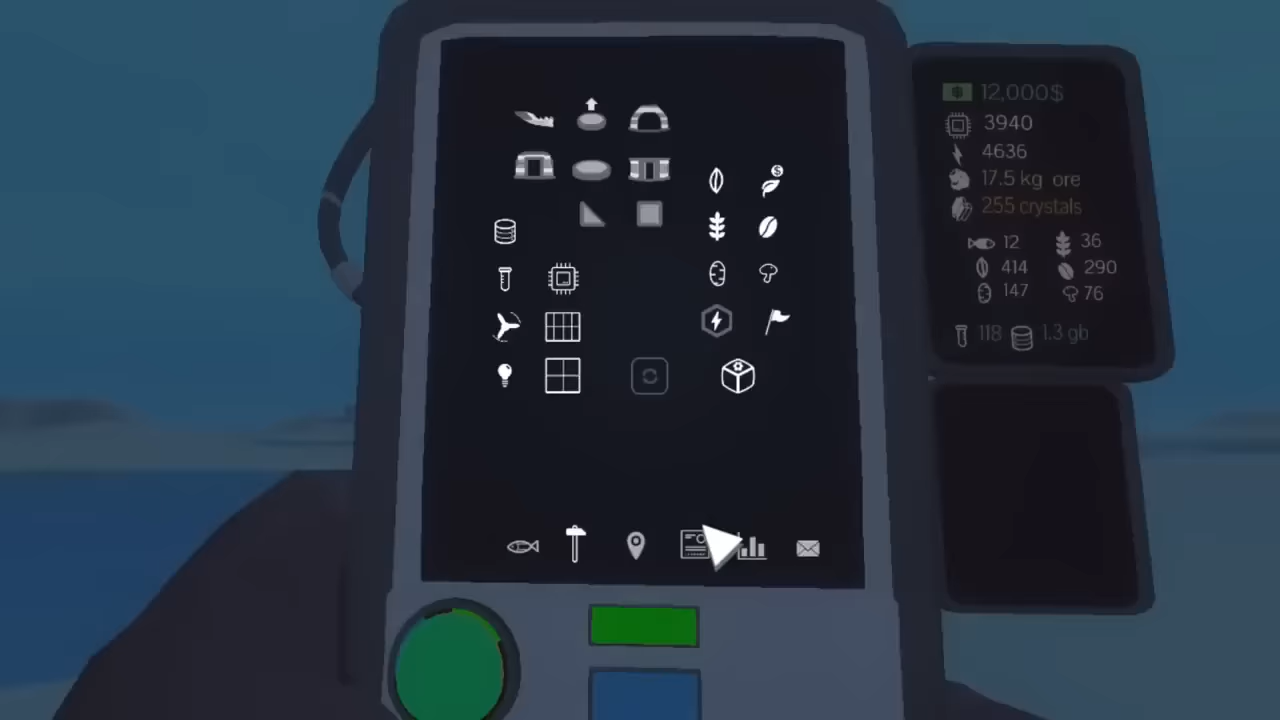 12,000$
3940
4636
17.5 kg ore
255 crystals
12 36
414 290
147 76
118 1.3 gb